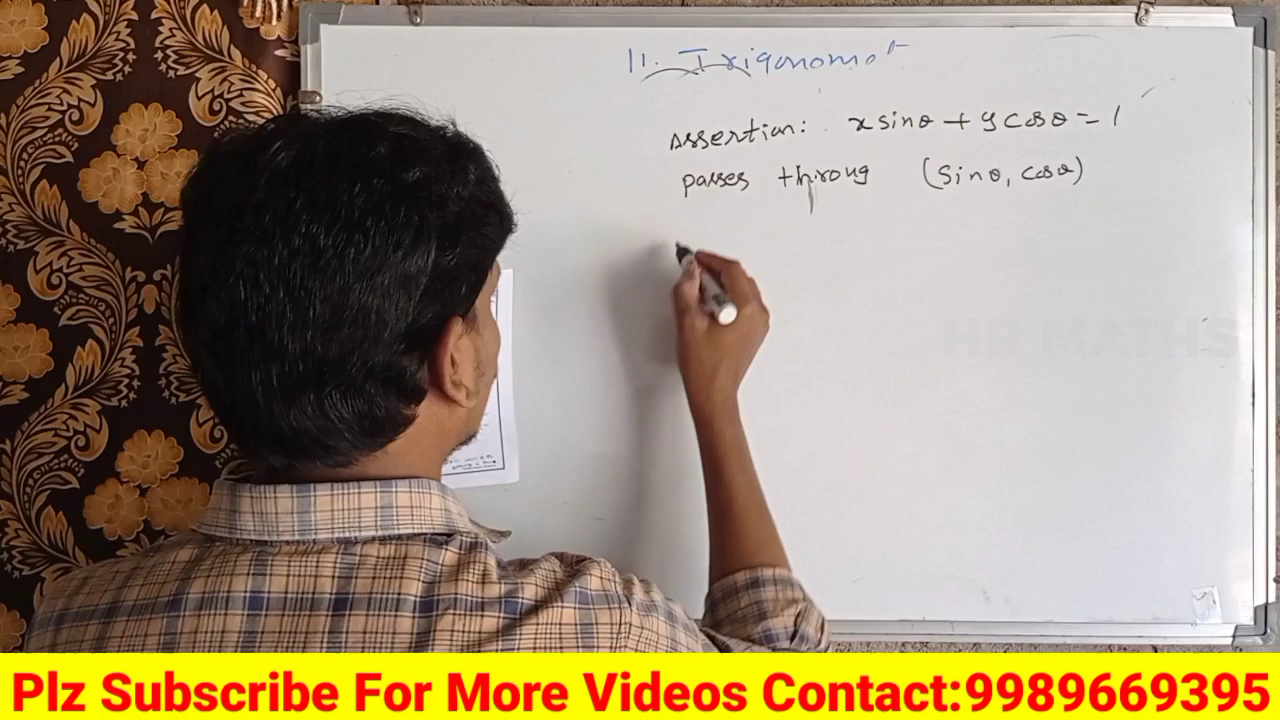 11. Trigonomet
Assertion: x sinθ + y cosθ = 1
passes throug (sinθ, cosθ)
HR MATHS
Plz Subscribe For More Videos Contact:9989669395